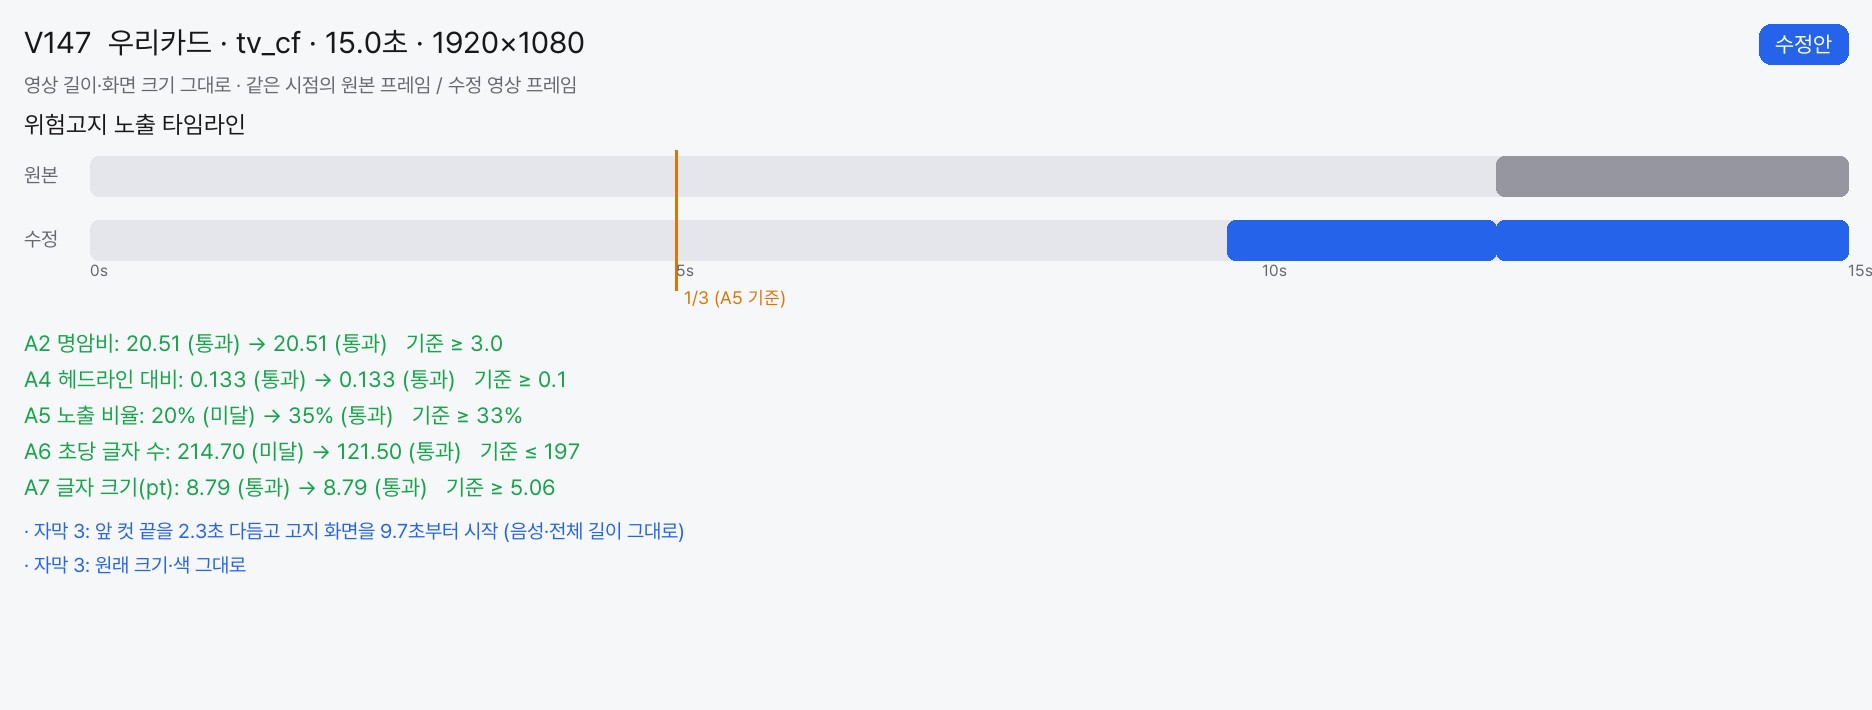 V147 우리카드 · tv_cf · 15.0초 · 1920×1080
수정안
영상 길이·화면 크기 그대로 · 같은 시점의 원본 프레임 / 수정 영상 프레임
위험고지 노출 타임라인
원본
수정
0s 5s 10s 15s
1/3 (A5 기준)
A2 명암비: 20.51 (통과) → 20.51 (통과) 기준 ≥ 3.0
A4 헤드라인 대비: 0.133 (통과) → 0.133 (통과) 기준 ≥ 0.1
A5 노출 비율: 20% (미달) → 35% (통과) 기준 ≥ 33%
A6 초당 글자 수: 214.70 (미달) → 121.50 (통과) 기준 ≤ 197
A7 글자 크기(pt): 8.79 (통과) → 8.79 (통과) 기준 ≥ 5.06
· 자막 3: 앞 컷 끝을 2.3초 다듬고 고지 화면을 9.7초부터 시작 (음성·전체 길이 그대로)
· 자막 3: 원래 크기·색 그대로